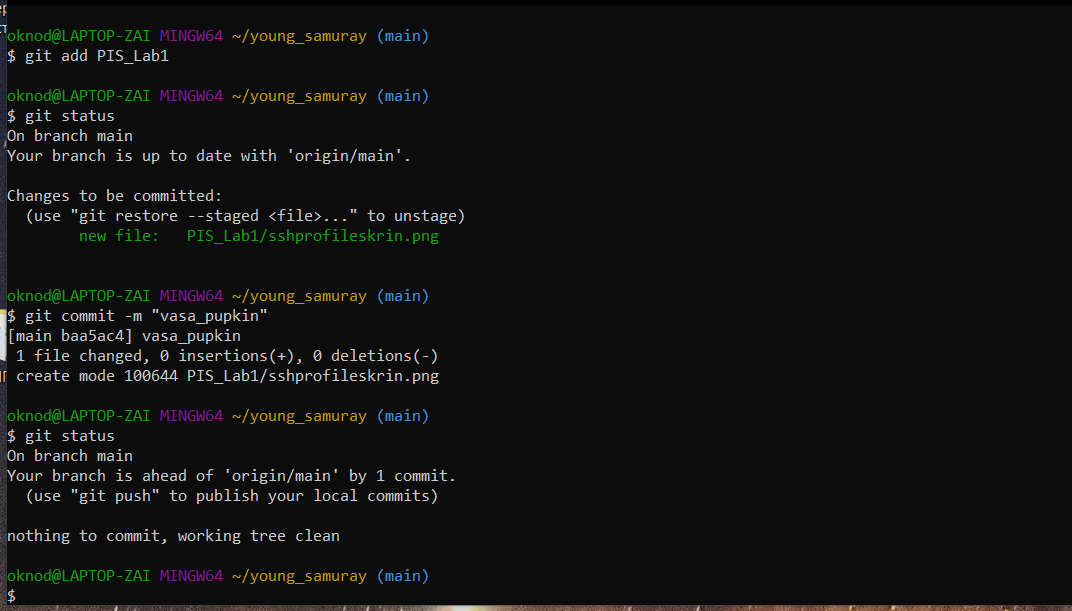 oknod@LAPTOP-ZAI MINGW64 ~/young_samuray (main)
$ git add PIS_Lab1
oknod@LAPTOP-ZAI MINGW64 ~/young_samuray (main)
$ git status
On branch main
Your branch is up to date with 'origin/main'.
Changes to be committed:
  (use "git restore --staged <file>..." to unstage)
        new file:   PIS_Lab1/sshprofileskrin.png
oknod@LAPTOP-ZAI MINGW64 ~/young_samuray (main)
$ git commit -m "vasa_pupkin"
[main baa5ac4] vasa_pupkin
 1 file changed, 0 insertions(+), 0 deletions(-)
 create mode 100644 PIS_Lab1/sshprofileskrin.png
oknod@LAPTOP-ZAI MINGW64 ~/young_samuray (main)
$ git status
On branch main
Your branch is ahead of 'origin/main' by 1 commit.
  (use "git push" to publish your local commits)
nothing to commit, working tree clean
oknod@LAPTOP-ZAI MINGW64 ~/young_samuray (main)
$